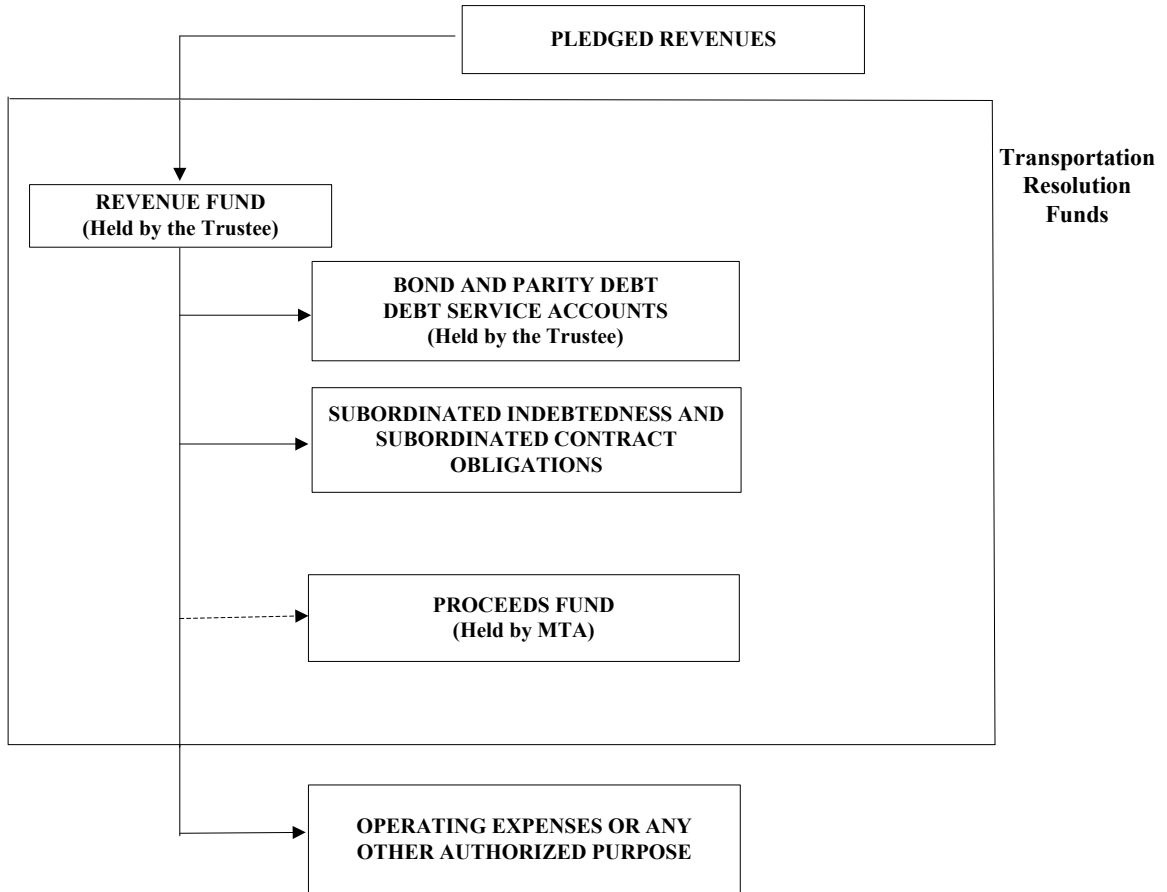 PLEDGED REVENUES
Transportation
Resolution
Funds
REVENUE FUND
(Held by the Trustee)
BOND AND PARITY DEBT
DEBT SERVICE ACCOUNTS
(Held by the Trustee)
SUBORDINATED INDEBTEDNESS AND
SUBORDINATED CONTRACT
OBLIGATIONS
PROCEEDS FUND
(Held by MTA)
OPERATING EXPENSES OR ANY
OTHER AUTHORIZED PURPOSE